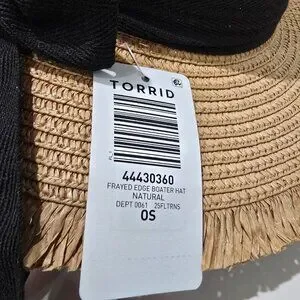 TORRID
44430360
FRAYED EDGE BOATER HAT
NATURAL
DEPT 0061 25FLTRNS
OS